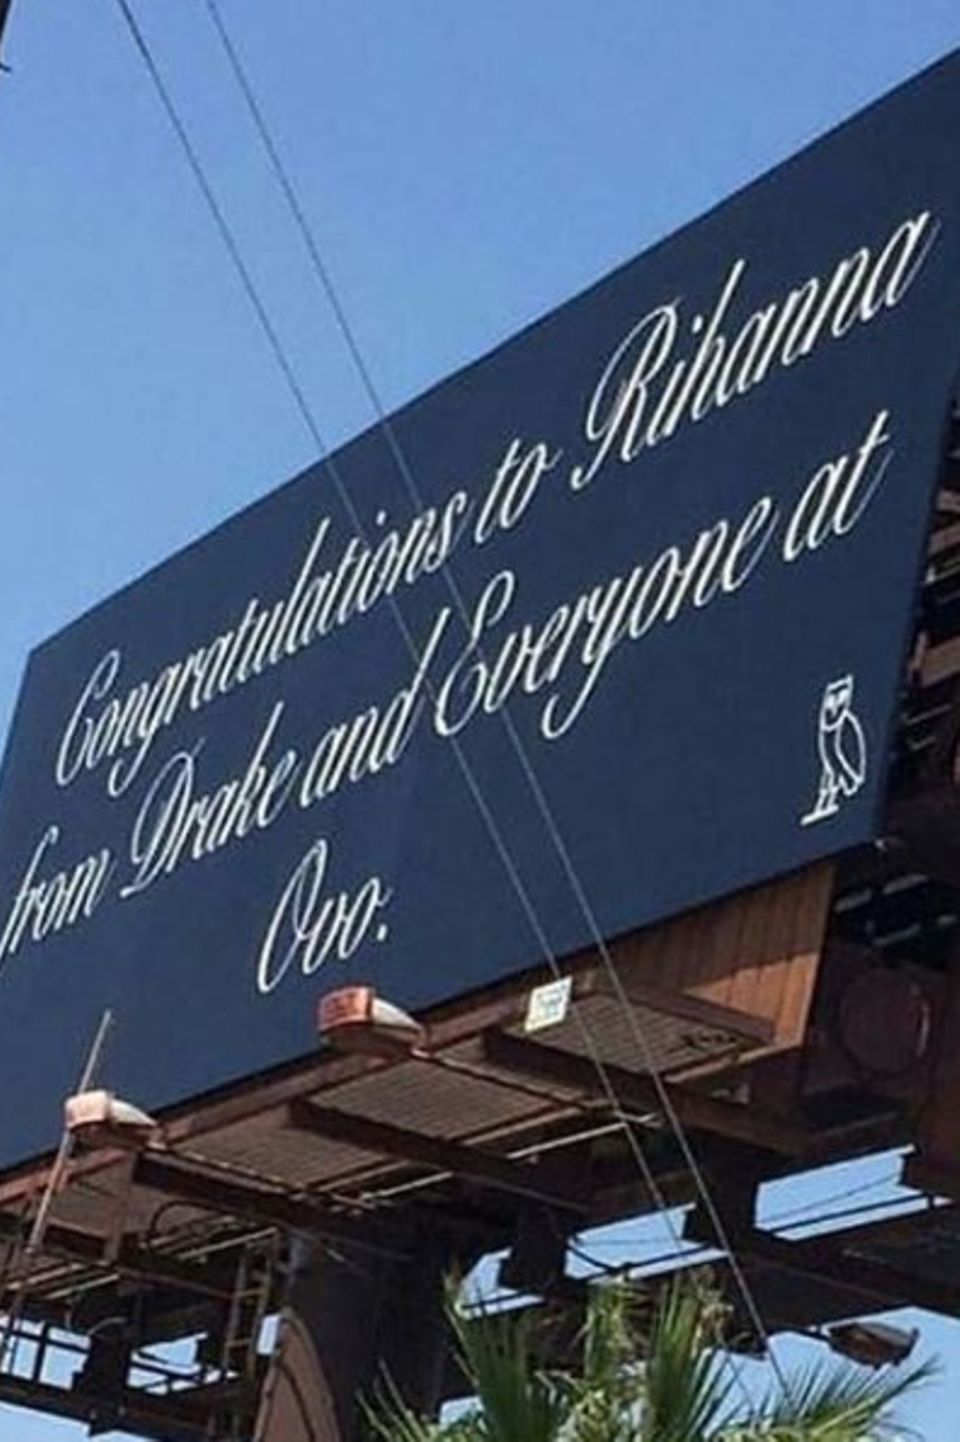 Congratulations to Rihanna
from Drake and Everyone at
Ovo.